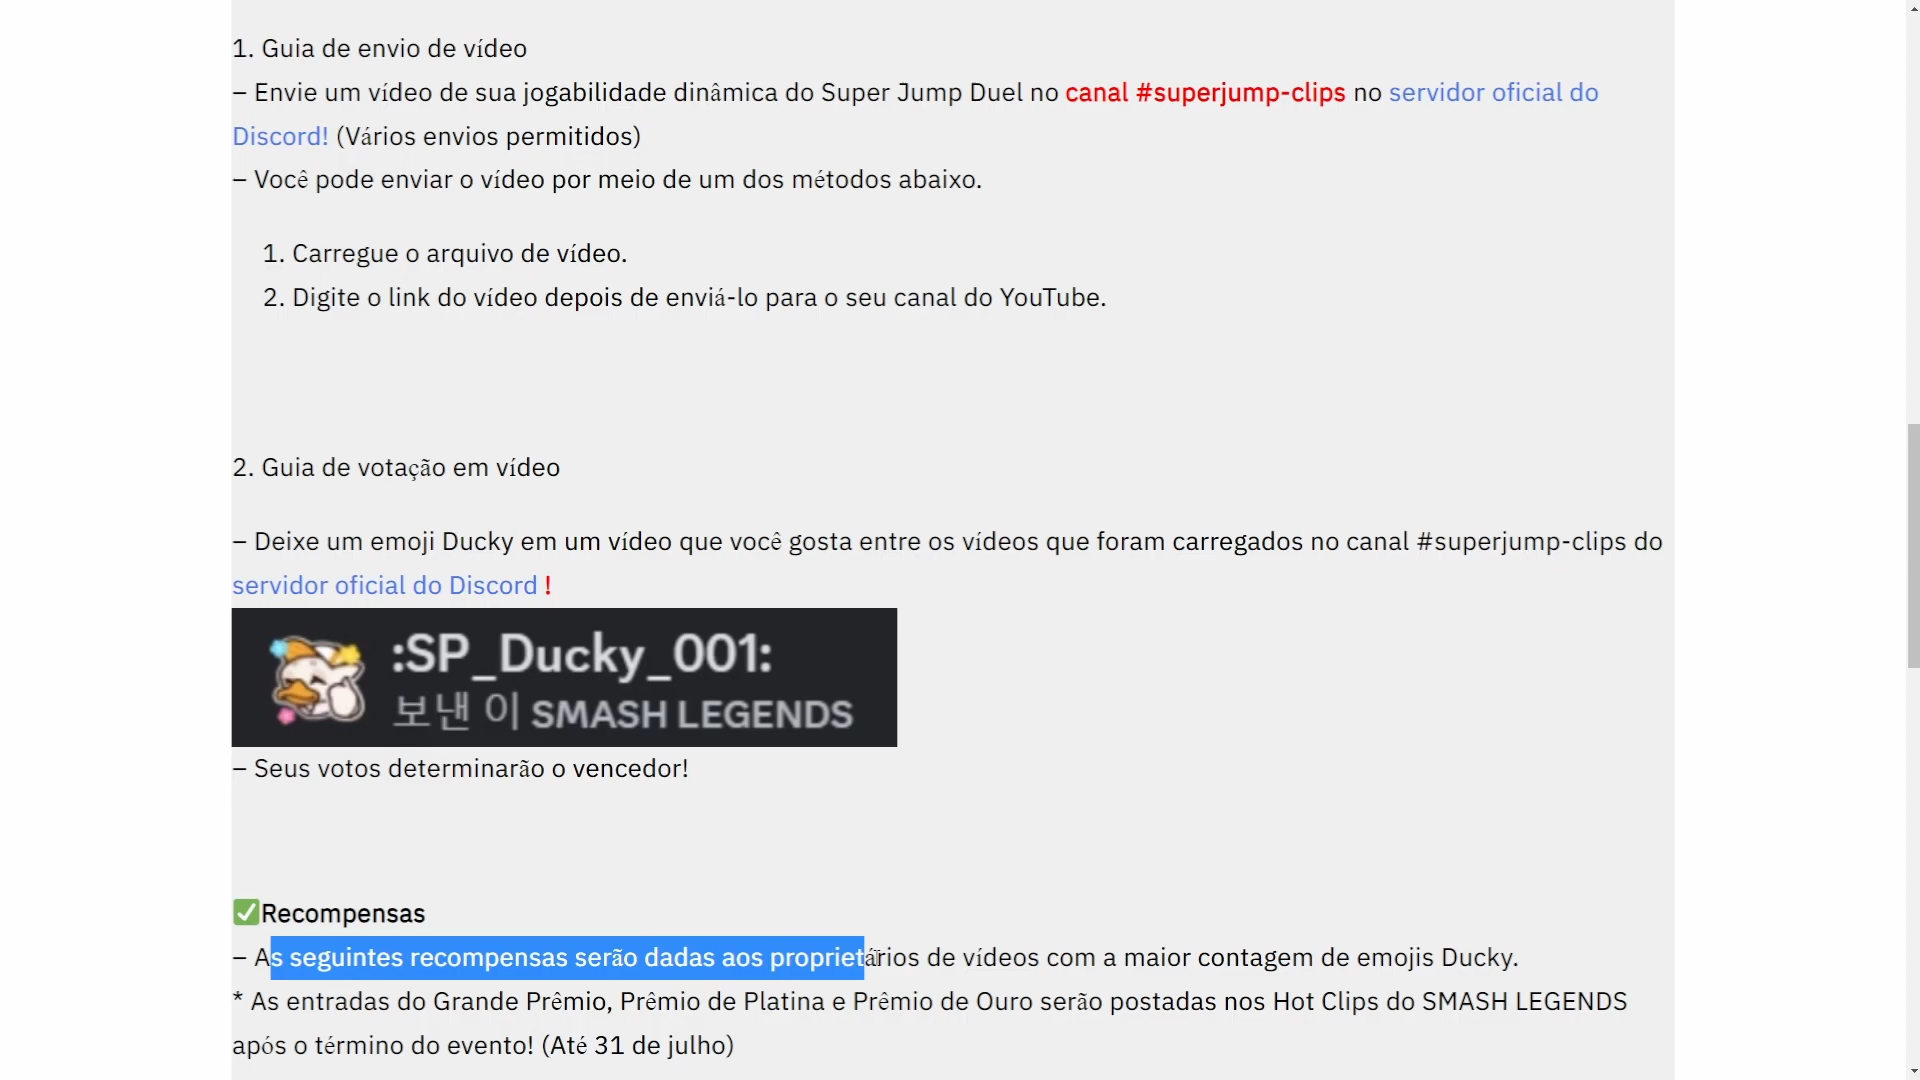 1. Guia de envio de vídeo
– Envie um vídeo de sua jogabilidade dinâmica do Super Jump Duel no canal #superjump-clips no servidor oficial do
Discord! (Vários envios permitidos)
– Você pode enviar o vídeo por meio de um dos métodos abaixo.
1. Carregue o arquivo de vídeo.
2. Digite o link do vídeo depois de enviá-lo para o seu canal do YouTube.
2. Guia de votação em vídeo
– Deixe um emoji Ducky em um vídeo que você gosta entre os vídeos que foram carregados no canal #superjump-clips do
servidor oficial do Discord !
:SP_Ducky_001:
보낸 이 SMASH LEGENDS
– Seus votos determinarão o vencedor!
✅Recompensas
– As seguintes recompensas serão dadas aos proprietários de vídeos com a maior contagem de emojis Ducky.
* As entradas do Grande Prêmio, Prêmio de Platina e Prêmio de Ouro serão postadas nos Hot Clips do SMASH LEGENDS
após o término do evento! (Até 31 de julho)